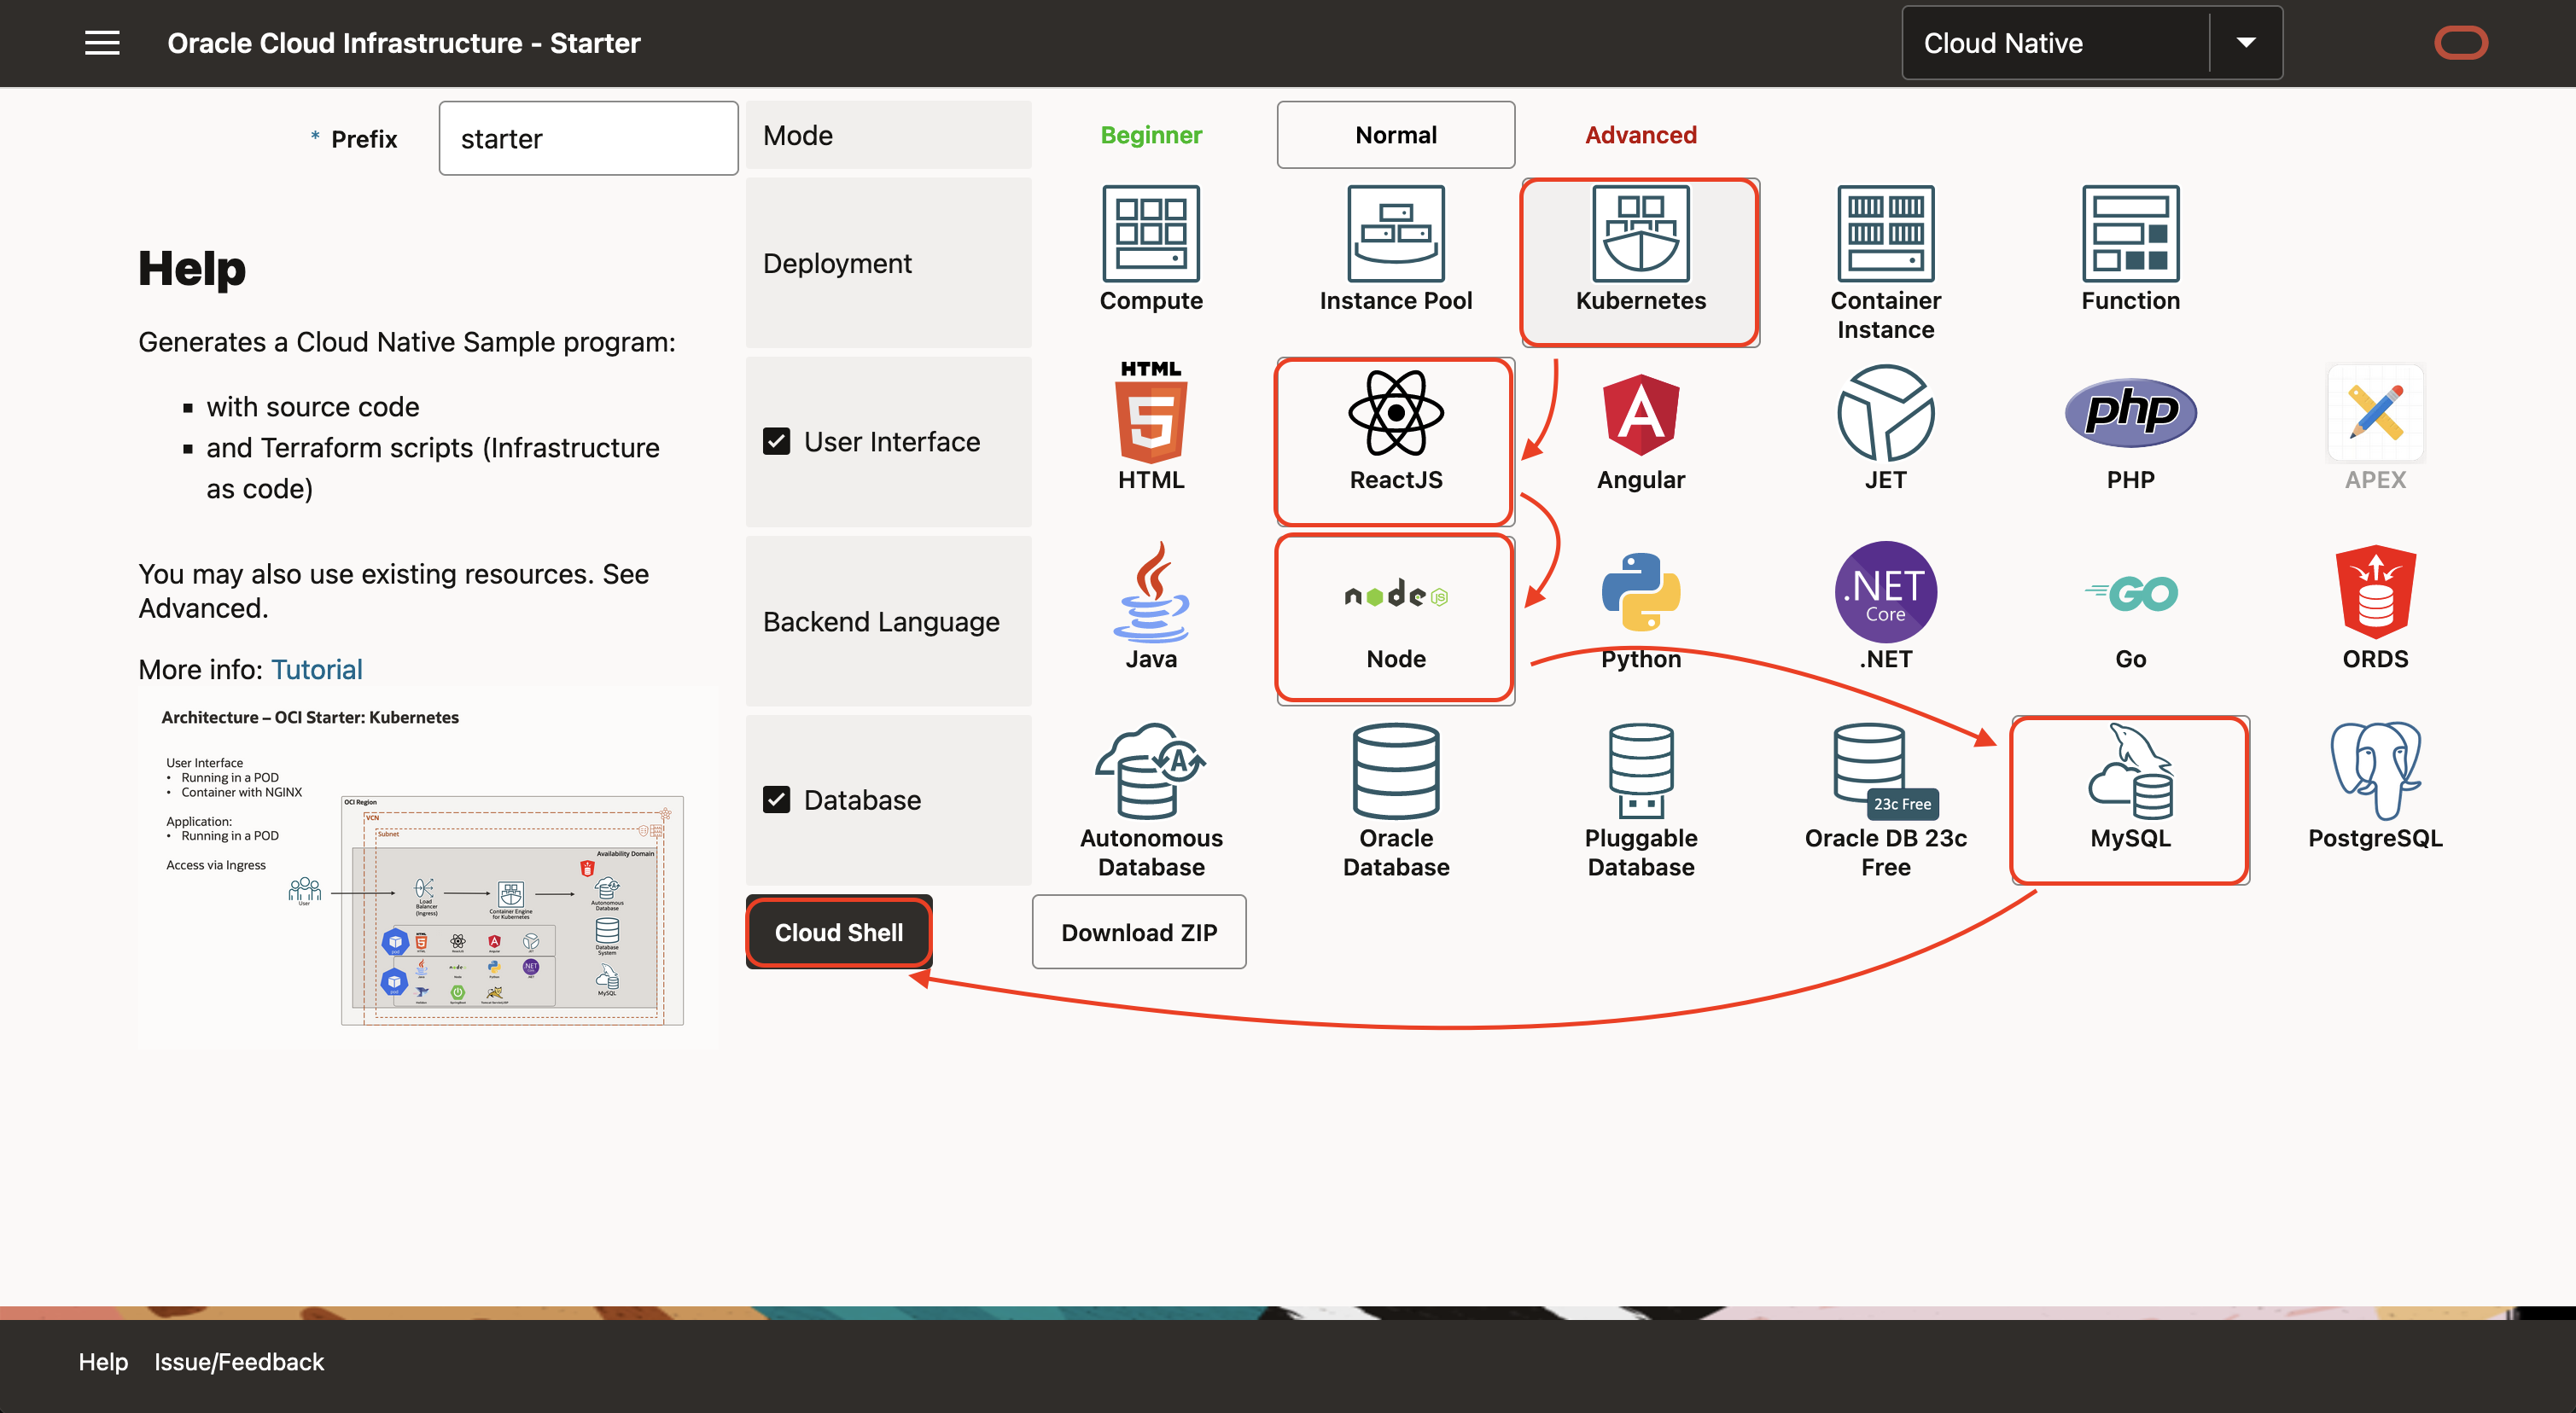 Oracle Cloud Infrastructure - Starter
Cloud Native
* Prefix
starter
Mode
Beginner
Normal
Advanced
Help
Generates a Cloud Native Sample program:
with source code
and Terraform scripts (Infrastructure
as code)
You may also use existing resources. See
Advanced.
More info: Tutorial
Deployment
Compute
Instance Pool
Kubernetes
Container
Instance
Function
User Interface
HTML
HTML
ReactJS
Angular
JET
php
PHP
APEX
Backend Language
Java
node JS
Node
Python
.NET
Core
.NET
GO
Go
ORDS
Database
A
Autonomous
Database
Oracle
Database
Pluggable
Database
23c Free
Oracle DB 23c
Free
MySQL
PostgreSQL
Cloud Shell
Download ZIP
Architecture – OCI Starter: Kubernetes
User Interface
• Running in a POD
• Container with NGINX
Application:
• Running in a POD
Access via Ingress
OCI Region
VCN
Subnet
Availability Domain
User
Load
Balancer
(Ingress)
Container Engine
for Kubernetes
Autonomous
Database
Database
System
MySQL
Help
Issue/Feedback